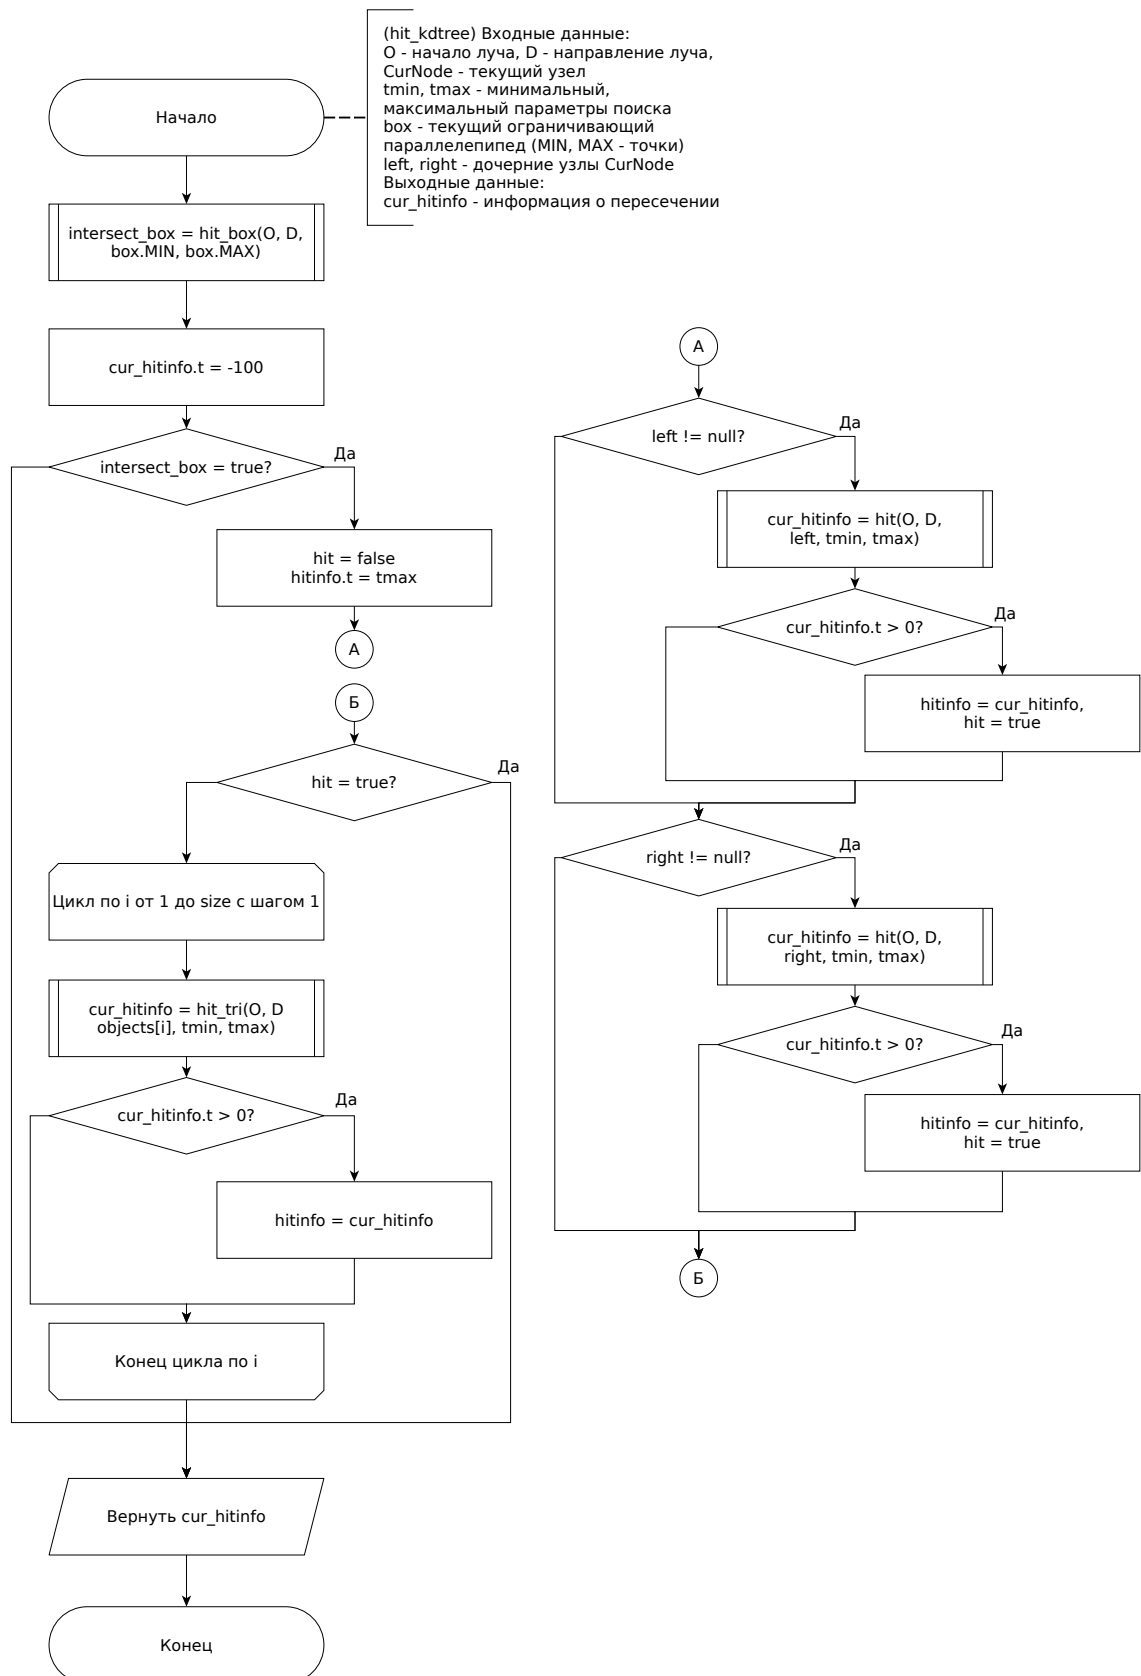 (hit_kdtree) Входные данные:
О - начало луча, D - направление луча,
CurNode - текущий узел
tmin, tmax - минимальный,
максимальный параметры поиска
box - текущий ограничивающий
параллелепипед (MIN, MAX - точки)
left, right - дочерние узлы CurNode
Выходные данные:
cur_hitinfo - информация о пересечении
Начало
intersect_box = hit_box(O, D,
box.MIN, box.MAX)
cur_hitinfo.t = -100
intersect_box = true?
Да
hit = false
hitinfo.t = tmax
А
Б
hit = true?
Да
Цикл по i от 1 до size с шагом 1
cur_hitinfo = hit_tri(O, D
objects[i], tmin, tmax)
cur_hitinfo.t > 0?
Да
hitinfo = cur_hitinfo
Конец цикла по i
Вернуть cur_hitinfo
Конец
А
left != null?
Да
cur_hitinfo = hit(O, D,
left, tmin, tmax)
cur_hitinfo.t > 0?
Да
hitinfo = cur_hitinfo,
hit = true
right != null?
Да
cur_hitinfo = hit(O, D,
right, tmin, tmax)
cur_hitinfo.t > 0?
Да
hitinfo = cur_hitinfo,
hit = true
Б